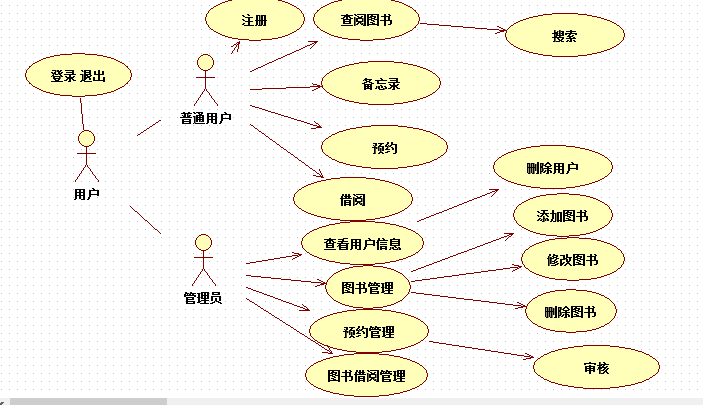 注册
查阅图书
搜索
登录 退出
备忘录
普通用户
预约
删除用户
用户
借阅
添加图书
查看用户信息
修改图书
管理员
图书管理
删除图书
预约管理
审核
图书借阅管理